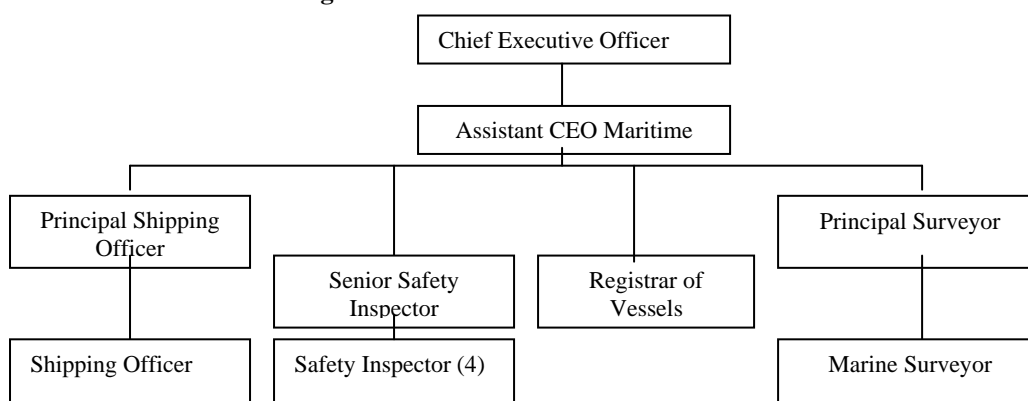 Chief Executive Officer
Assistant CEO Maritime
Principal Shipping
Officer
Principal Surveyor
Senior Safety
Inspector
Registrar of
Vessels
Shipping Officer
Safety Inspector (4)
Marine Surveyor